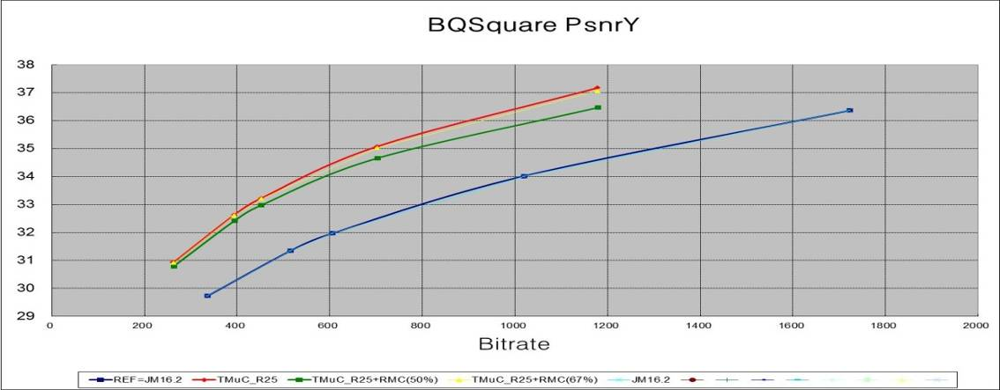 BQSquare PsnrY
38
37
36
35
34
33
32
31
30
29
0 200 400 600 800 1000 1200 1400 1600 1800 2000
Bitrate
REF=JM16.2 TMuC_R25 TMuC_R25+RMC(50%) TMuC_R25+RMC(67%) JM16.2